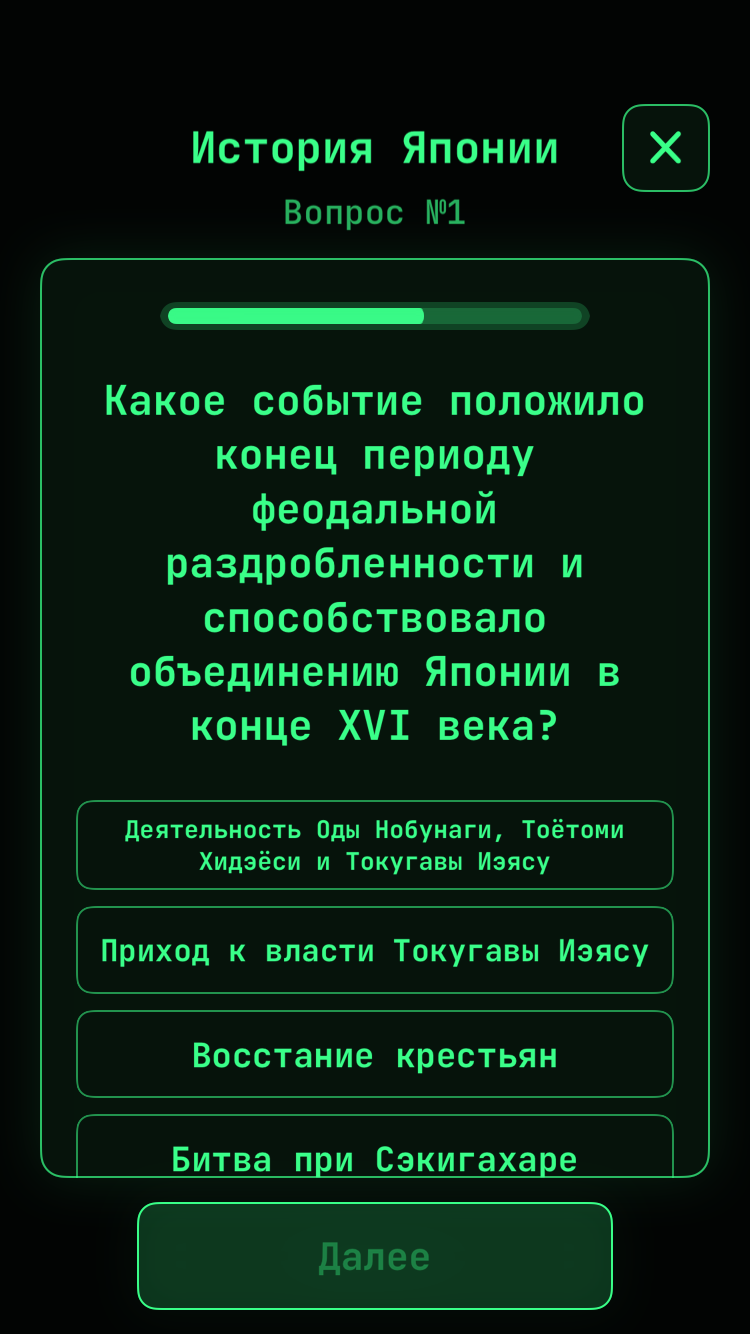 История Японии
Вопрос №1
Какое событие положило
конец периоду
феодальной
раздробленности и
способствовало
объединению Японии в
конце XVI века?
Деятельность Оды Нобунаги, Тоётоми
Хидэёси и Токугавы Иэясу
Приход к власти Токугавы Иэясу
Восстание крестьян
Битва при Сэкигахаре
Далее